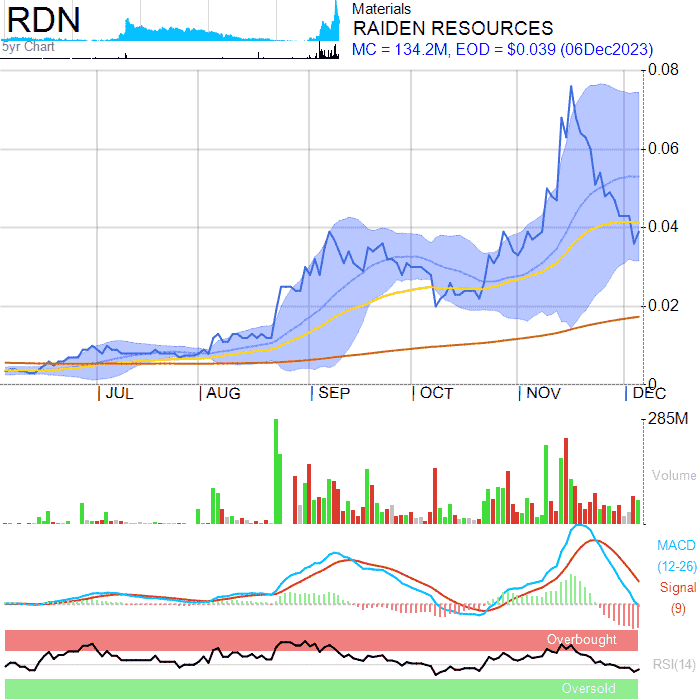 RDN
5yr Chart
Materials
RAIDEN RESOURCES
MC = 134.2M, EOD = $0.039 (06Dec2023)
0.08
0.06
0.04
0.02
0
JUL AUG SEP OCT NOV DEC
285M
Volume
MACD
(12-26)
Signal
(9)
Overbought
RSI(14)
Oversold